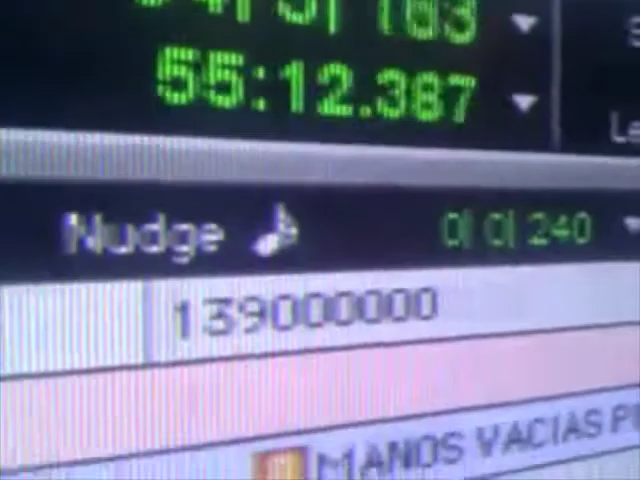 55:12.387
Nudge 0| 0| 240
139000000
MANOS VACIAS